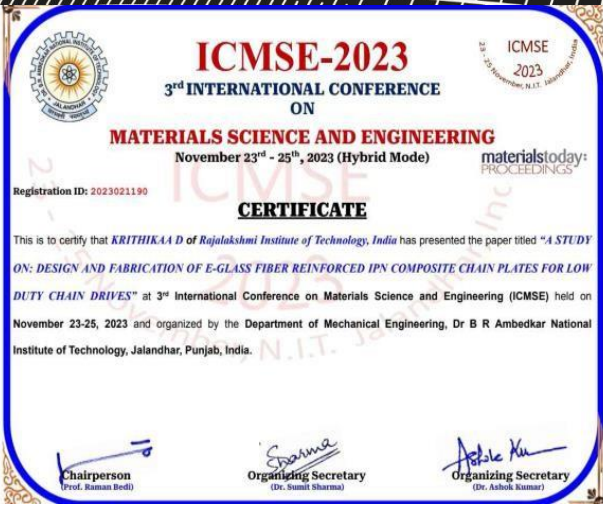 ICMSE-2023
3rd INTERNATIONAL CONFERENCE
ON
MATERIALS SCIENCE AND ENGINEERING
November 23rd - 25th, 2023 (Hybrid Mode)
ICMSE
2023
23 - 25 November, N.I.T. Jalandhar, India
materialstoday:
PROCEEDINGS
Registration ID: 2023021190
CERTIFICATE
This is to certify that KRITHIKAA D of Rajalakshmi Institute of Technology, India has presented the paper titled "A STUDY
ON: DESIGN AND FABRICATION OF E-GLASS FIBER REINFORCED IPN COMPOSITE CHAIN PLATES FOR LOW
DUTY CHAIN DRIVES" at 3rd International Conference on Materials Science and Engineering (ICMSE) held on
November 23-25, 2023 and organized by the Department of Mechanical Engineering, Dr B R Ambedkar National
Institute of Technology, Jalandhar, Punjab, India.
Sharma
Ashok Ku
Chairperson
(Prof. Raman Bedi)
Organizing Secretary
(Dr. Sumit Sharma)
Organizing Secretary
(Dr. Ashok Kumar)